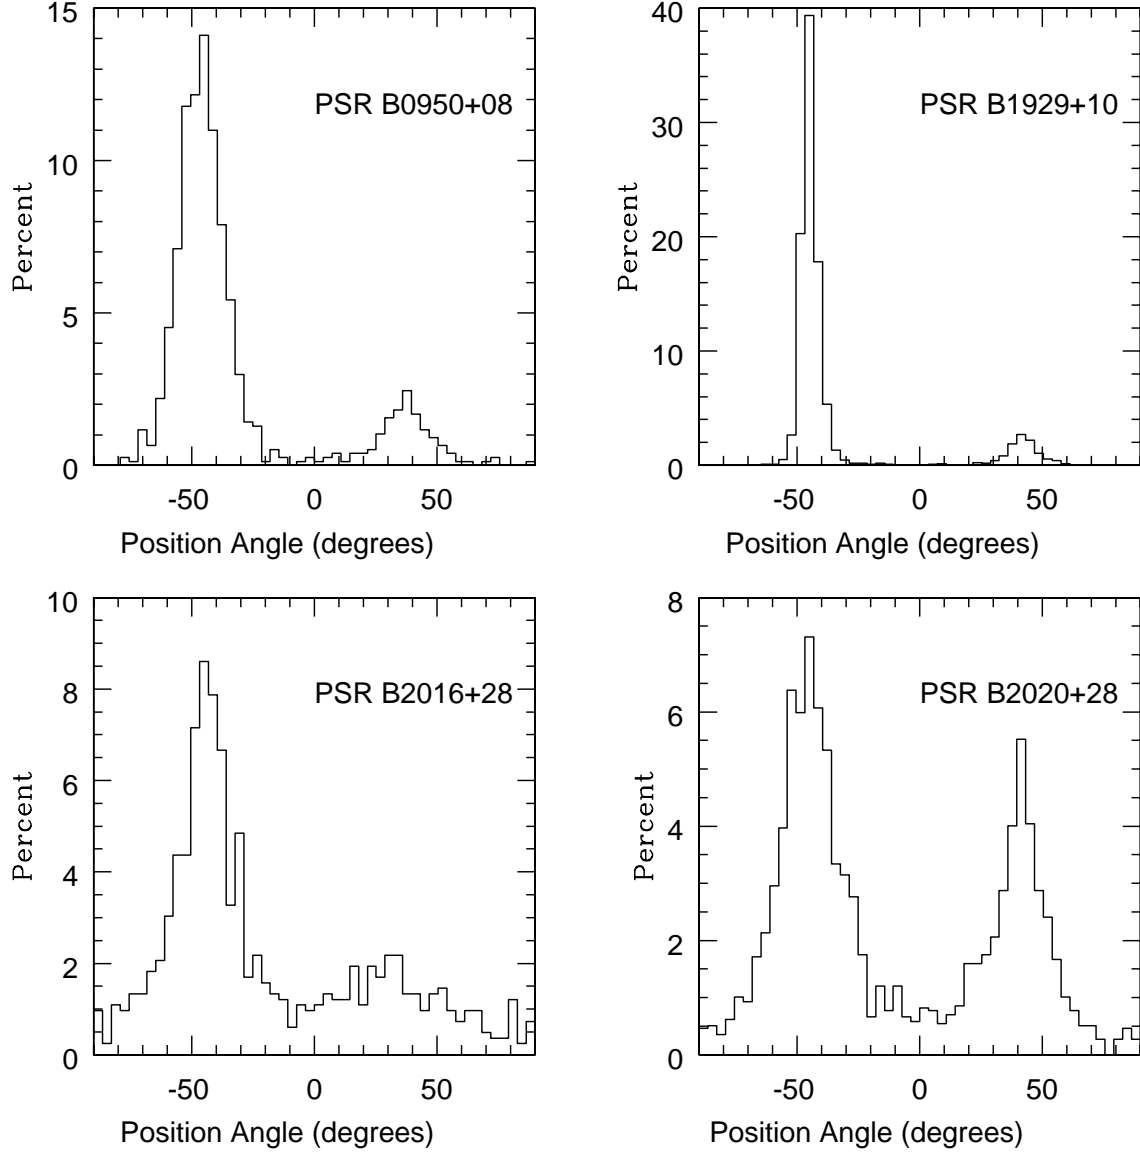 15
10
5
0
Percent
PSR B0950+08
-50 0 50
Position Angle (degrees)
40
30
20
10
0
Percent
PSR B1929+10
-50 0 50
Position Angle (degrees)
10
8
6
4
2
0
Percent
PSR B2016+28
-50 0 50
Position Angle (degrees)
8
6
4
2
0
Percent
PSR B2020+28
-50 0 50
Position Angle (degrees)